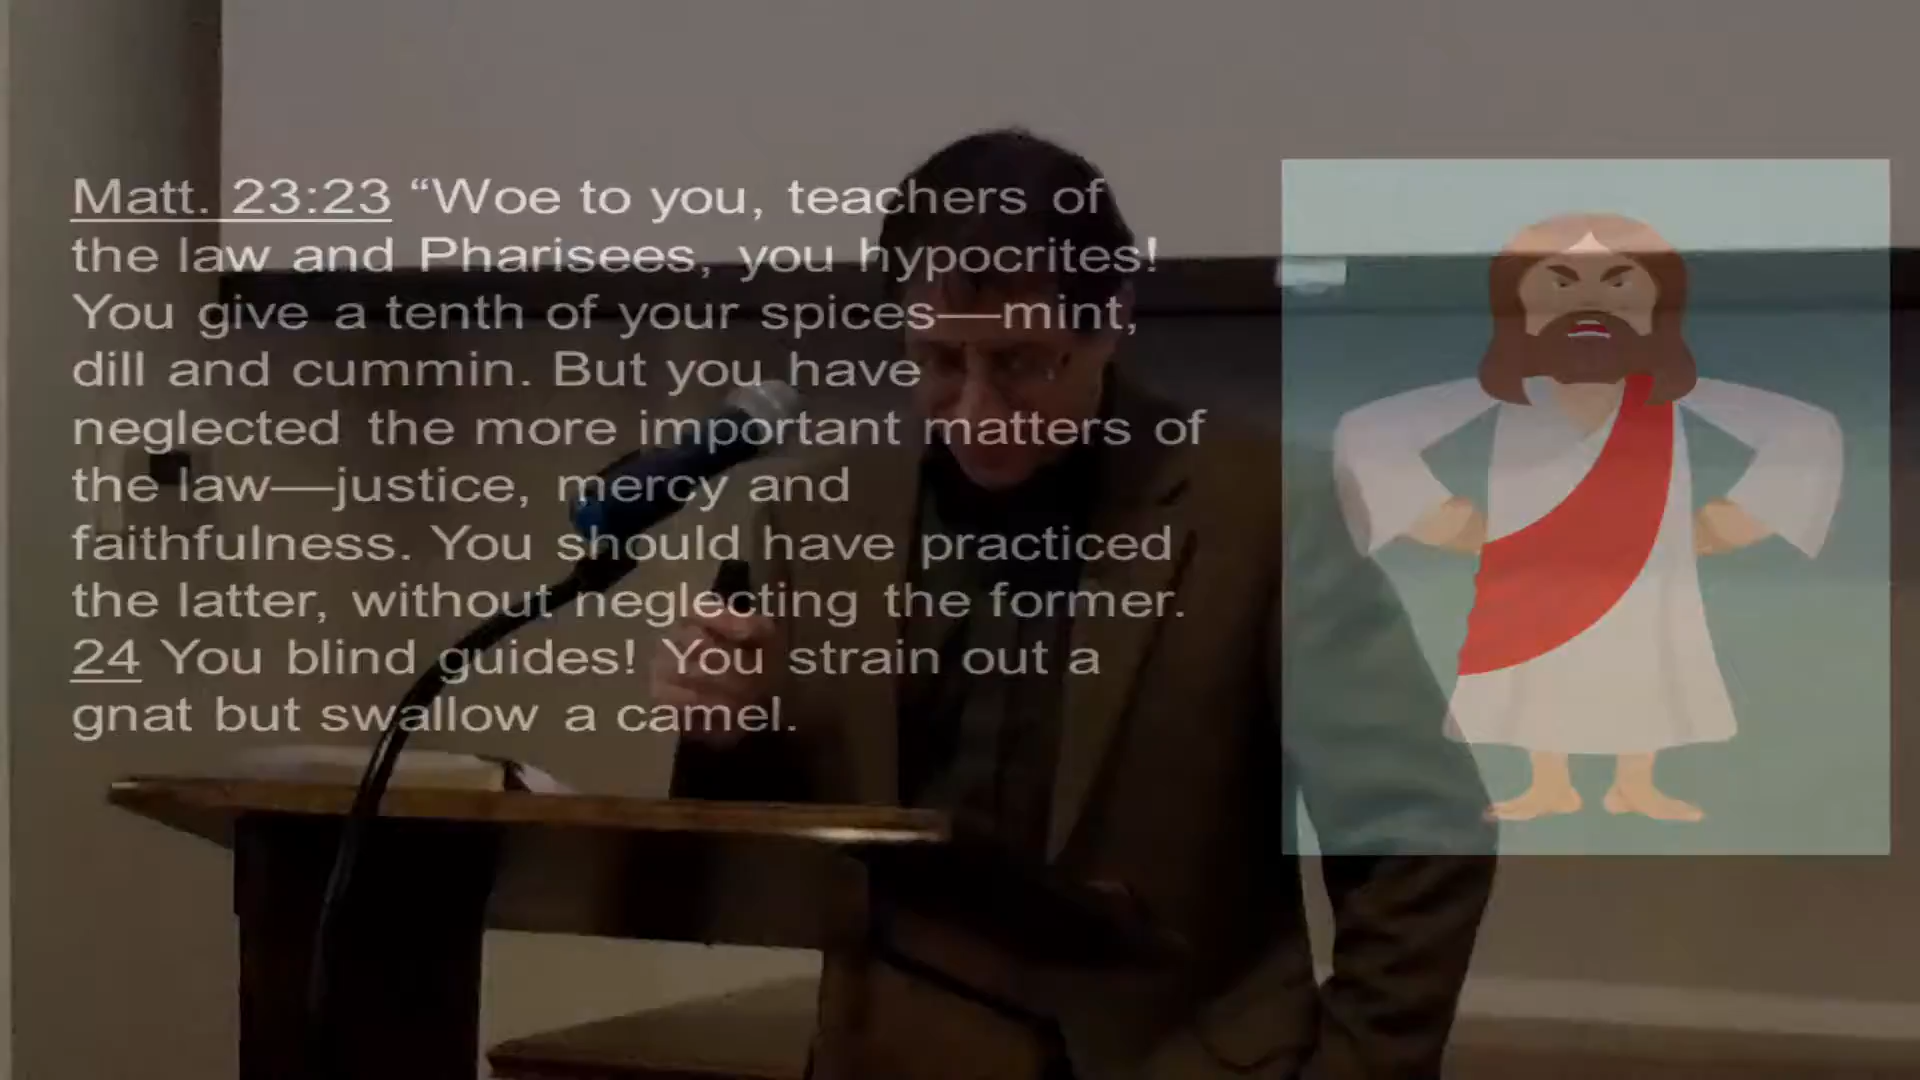 Matt. 23:23 “Woe to you, teachers of
the law and Pharisees, you hypocrites!
You give a tenth of your spices—mint,
dill and cummin. But you have
neglected the more important matters of
the law—justice, mercy and
faithfulness. You should have practiced
the latter, without neglecting the former.
24 You blind guides! You strain out a
gnat but swallow a camel.